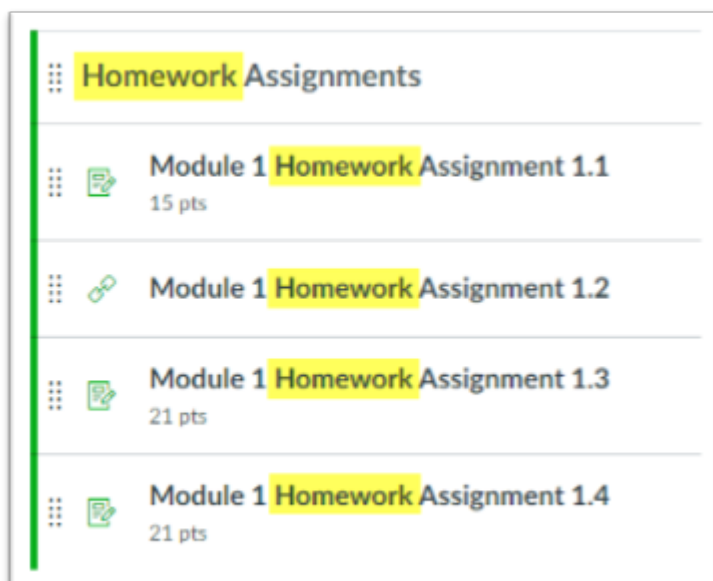 Homework Assignments
Module 1 Homework Assignment 1.1
15 pts
Module 1 Homework Assignment 1.2
Module 1 Homework Assignment 1.3
21 pts
Module 1 Homework Assignment 1.4
21 pts